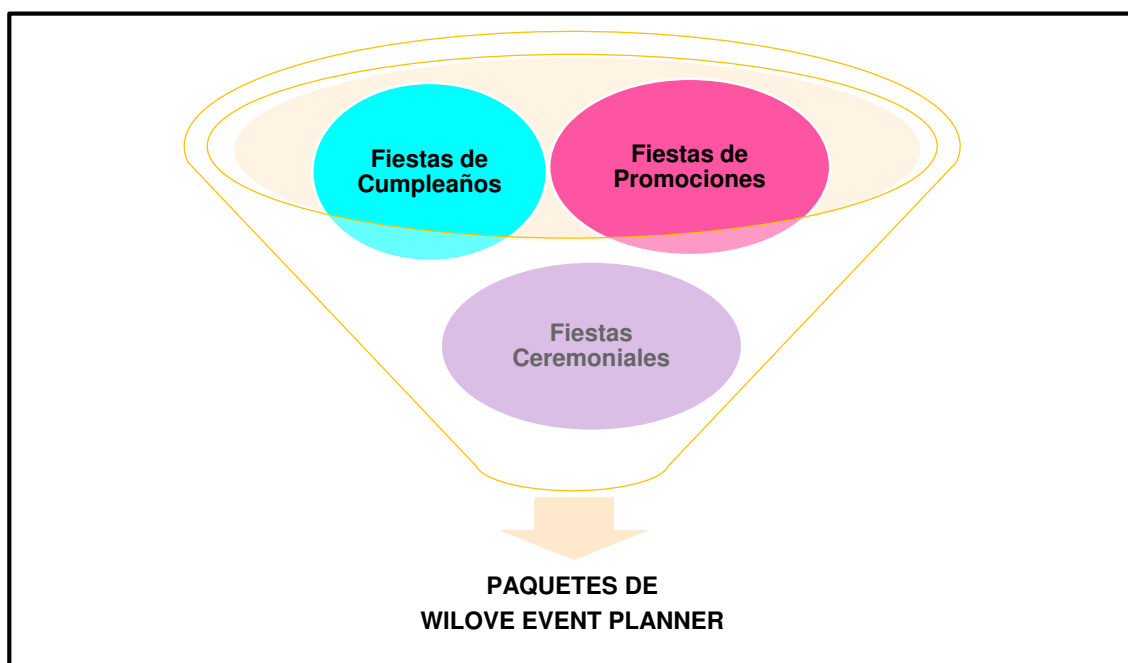 Fiestas de
Cumpleaños
Fiestas de
Promociones
Fiestas
Ceremoniales
PAQUETES DE
WILOVE EVENT PLANNER